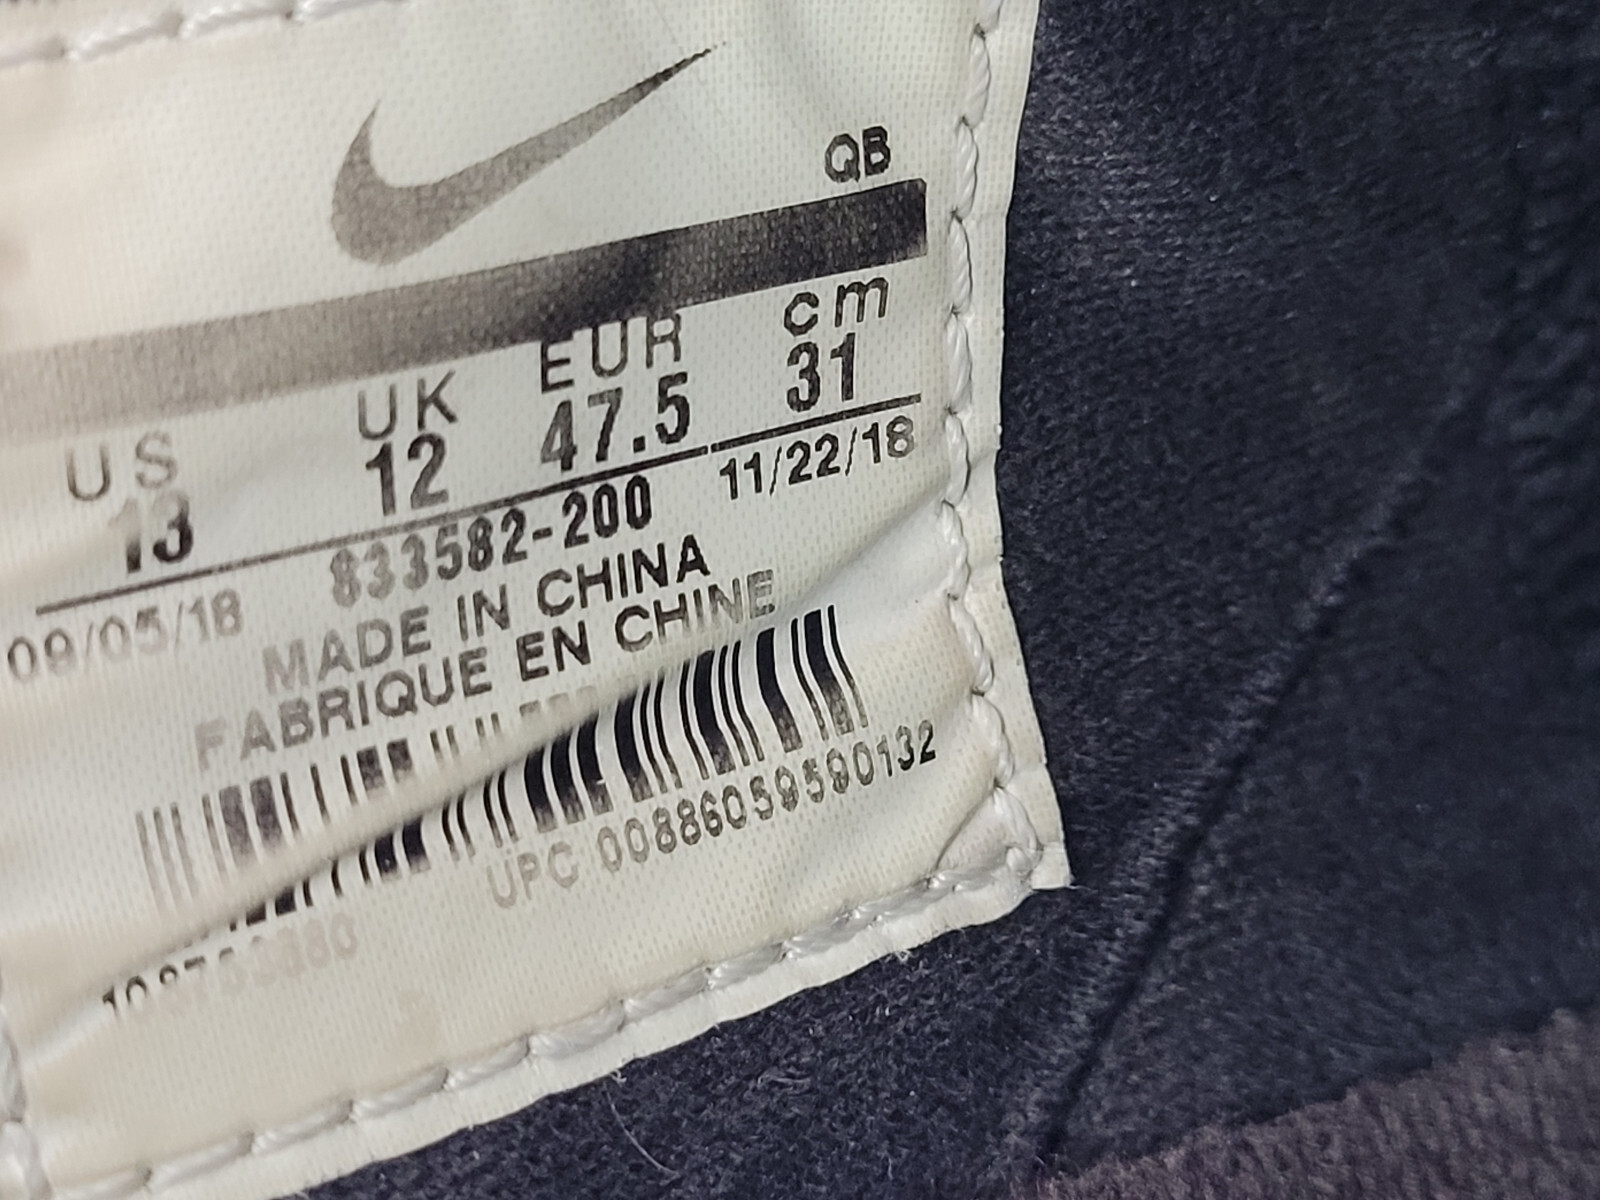 QB
US UK EUR cm
13 12 47.5 31
09/05/18 833582-200 11/22/18
MADE IN CHINA
FABRIQUE EN CHINE
UPC 00886059590132